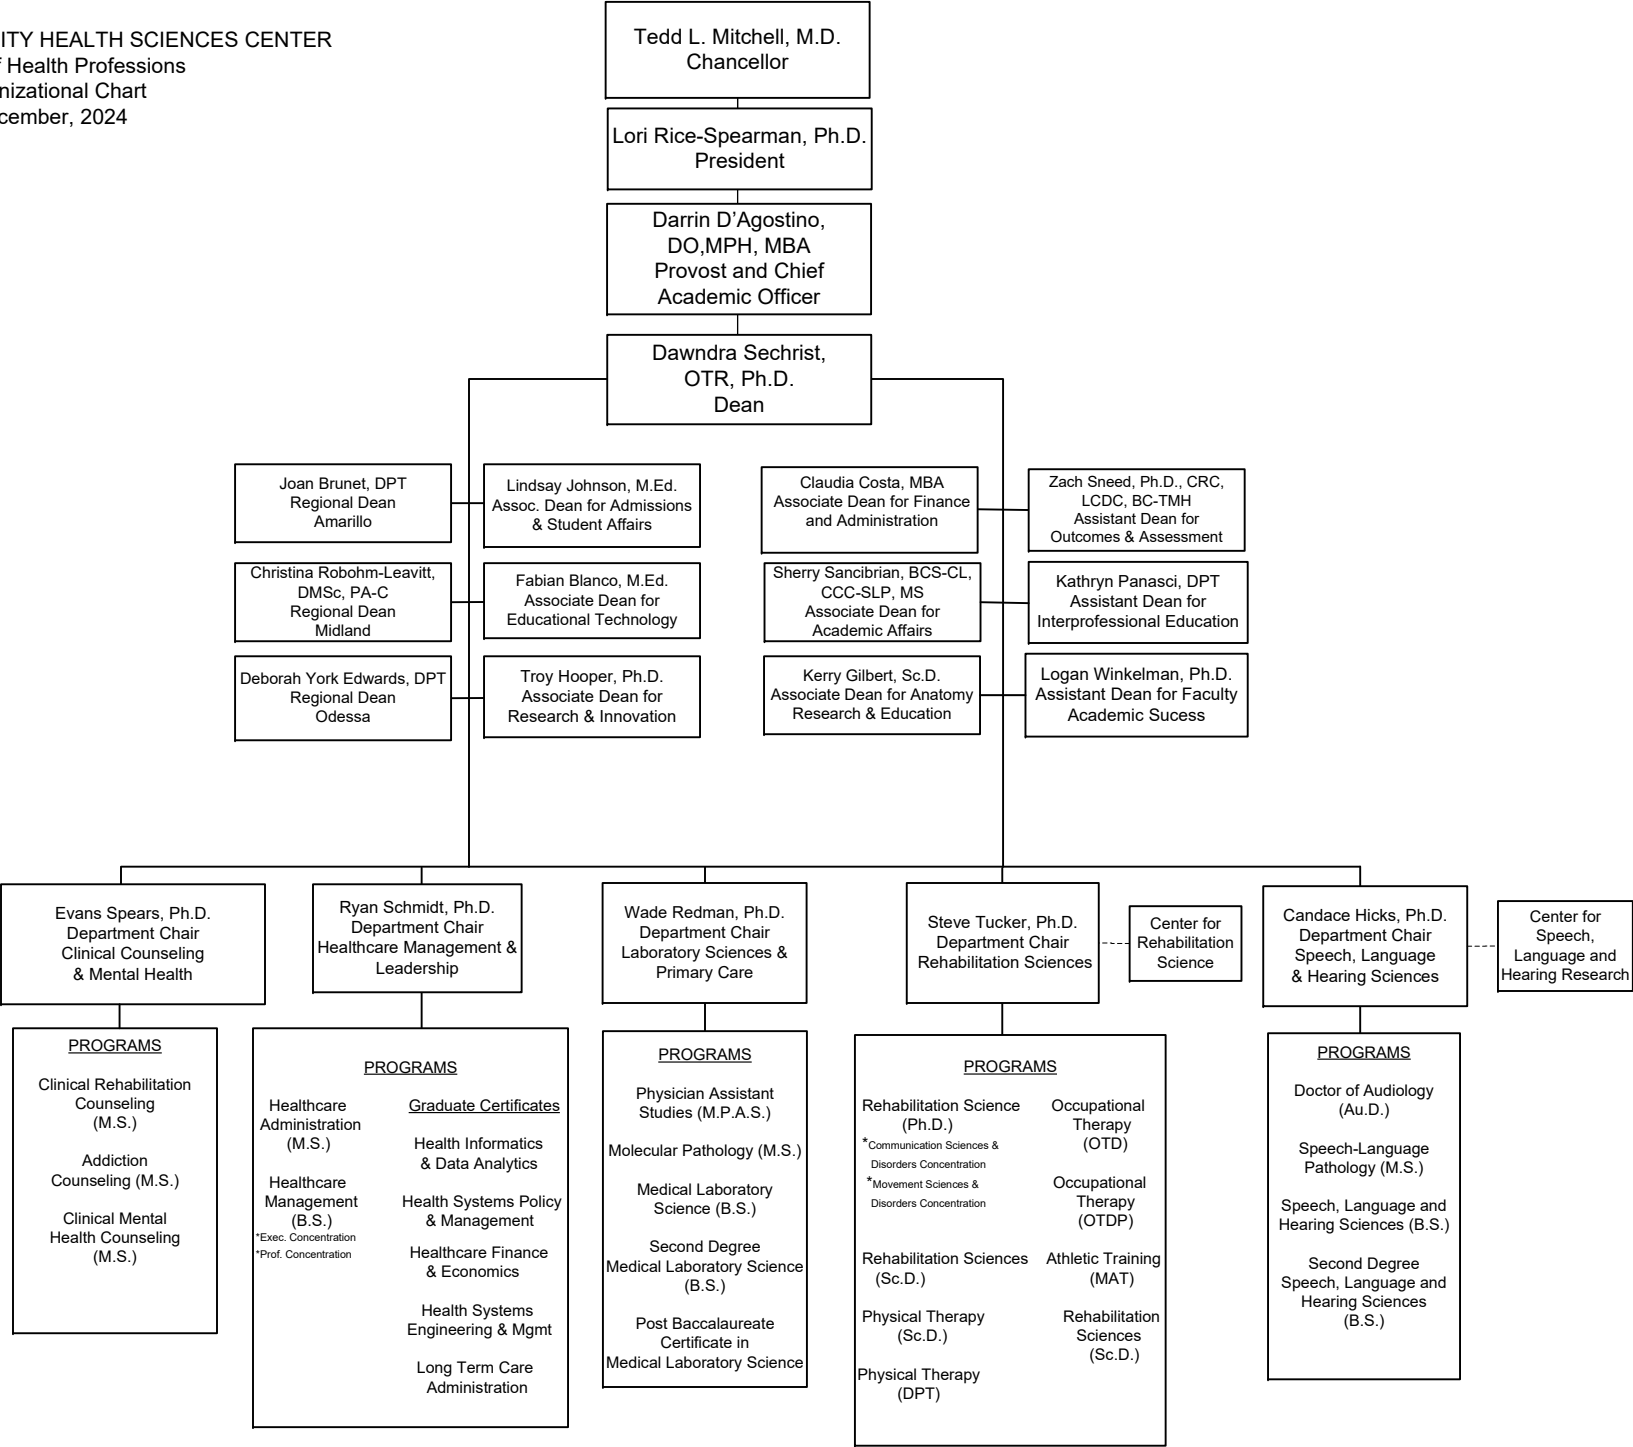 ITY HEALTH SCIENCES CENTER
f Health Professions
nizational Chart
cember, 2024
Tedd L. Mitchell, M.D.
Chancellor
Lori Rice-Spearman, Ph.D.
President
Darrin D’Agostino,
DO,MPH, MBA
Provost and Chief
Academic Officer
Dawndra Sechrist,
OTR, Ph.D.
Dean
Joan Brunet, DPT
Regional Dean
Amarillo
Lindsay Johnson, M.Ed.
Assoc. Dean for Admissions
& Student Affairs
Claudia Costa, MBA
Associate Dean for Finance
and Administration
Zach Sneed, Ph.D., CRC,
LCDC, BC-TMH
Assistant Dean for
Outcomes & Assessment
Christina Robohm-Leavitt,
DMSc, PA-C
Regional Dean
Midland
Fabian Blanco, M.Ed.
Associate Dean for
Educational Technology
Sherry Sancibrian, BCS-CL,
CCC-SLP, MS
Associate Dean for
Academic Affairs
Kathryn Panasci, DPT
Assistant Dean for
Interprofessional Education
Deborah York Edwards, DPT
Regional Dean
Odessa
Troy Hooper, Ph.D.
Associate Dean for
Research & Innovation
Kerry Gilbert, Sc.D.
Associate Dean for Anatomy
Research & Education
Logan Winkelman, Ph.D.
Assistant Dean for Faculty
Academic Sucess
Evans Spears, Ph.D.
Department Chair
Clinical Counseling
& Mental Health
Ryan Schmidt, Ph.D.
Department Chair
Healthcare Management &
Leadership
Wade Redman, Ph.D.
Department Chair
Laboratory Sciences &
Primary Care
Steve Tucker, Ph.D.
Department Chair
Rehabilitation Sciences
Center for
Rehabilitation
Science
Candace Hicks, Ph.D.
Department Chair
Speech, Language
& Hearing Sciences
Center for
Speech,
Language and
Hearing Research
PROGRAMS
Clinical Rehabilitation
Counseling
(M.S.)
Addiction
Counseling (M.S.)
Clinical Mental
Health Counseling
(M.S.)
PROGRAMS
Healthcare
Administration
(M.S.)
Healthcare
Management
(B.S.)
*Exec. Concentration
*Prof. Concentration
Graduate Certificates
Health Informatics
& Data Analytics
Health Systems Policy
& Management
Healthcare Finance
& Economics
Health Systems
Engineering & Mgmt
Long Term Care
Administration
PROGRAMS
Physician Assistant
Studies (M.P.A.S.)
Molecular Pathology (M.S.)
Medical Laboratory
Science (B.S.)
Second Degree
Medical Laboratory Science
(B.S.)
Post Baccalaureate
Certificate in
Medical Laboratory Science
PROGRAMS
Rehabilitation Science
(Ph.D.)
*Communication Sciences &
Disorders Concentration
*Movement Sciences &
Disorders Concentration
Rehabilitation Sciences
(Sc.D.)
Physical Therapy
(Sc.D.)
Physical Therapy
(DPT)
Occupational
Therapy
(OTD)
Occupational
Therapy
(OTDP)
Athletic Training
(MAT)
Rehabilitation
Sciences
(Sc.D.)
PROGRAMS
Doctor of Audiology
(Au.D.)
Speech-Language
Pathology (M.S.)
Speech, Language and
Hearing Sciences (B.S.)
Second Degree
Speech, Language and
Hearing Sciences
(B.S.)